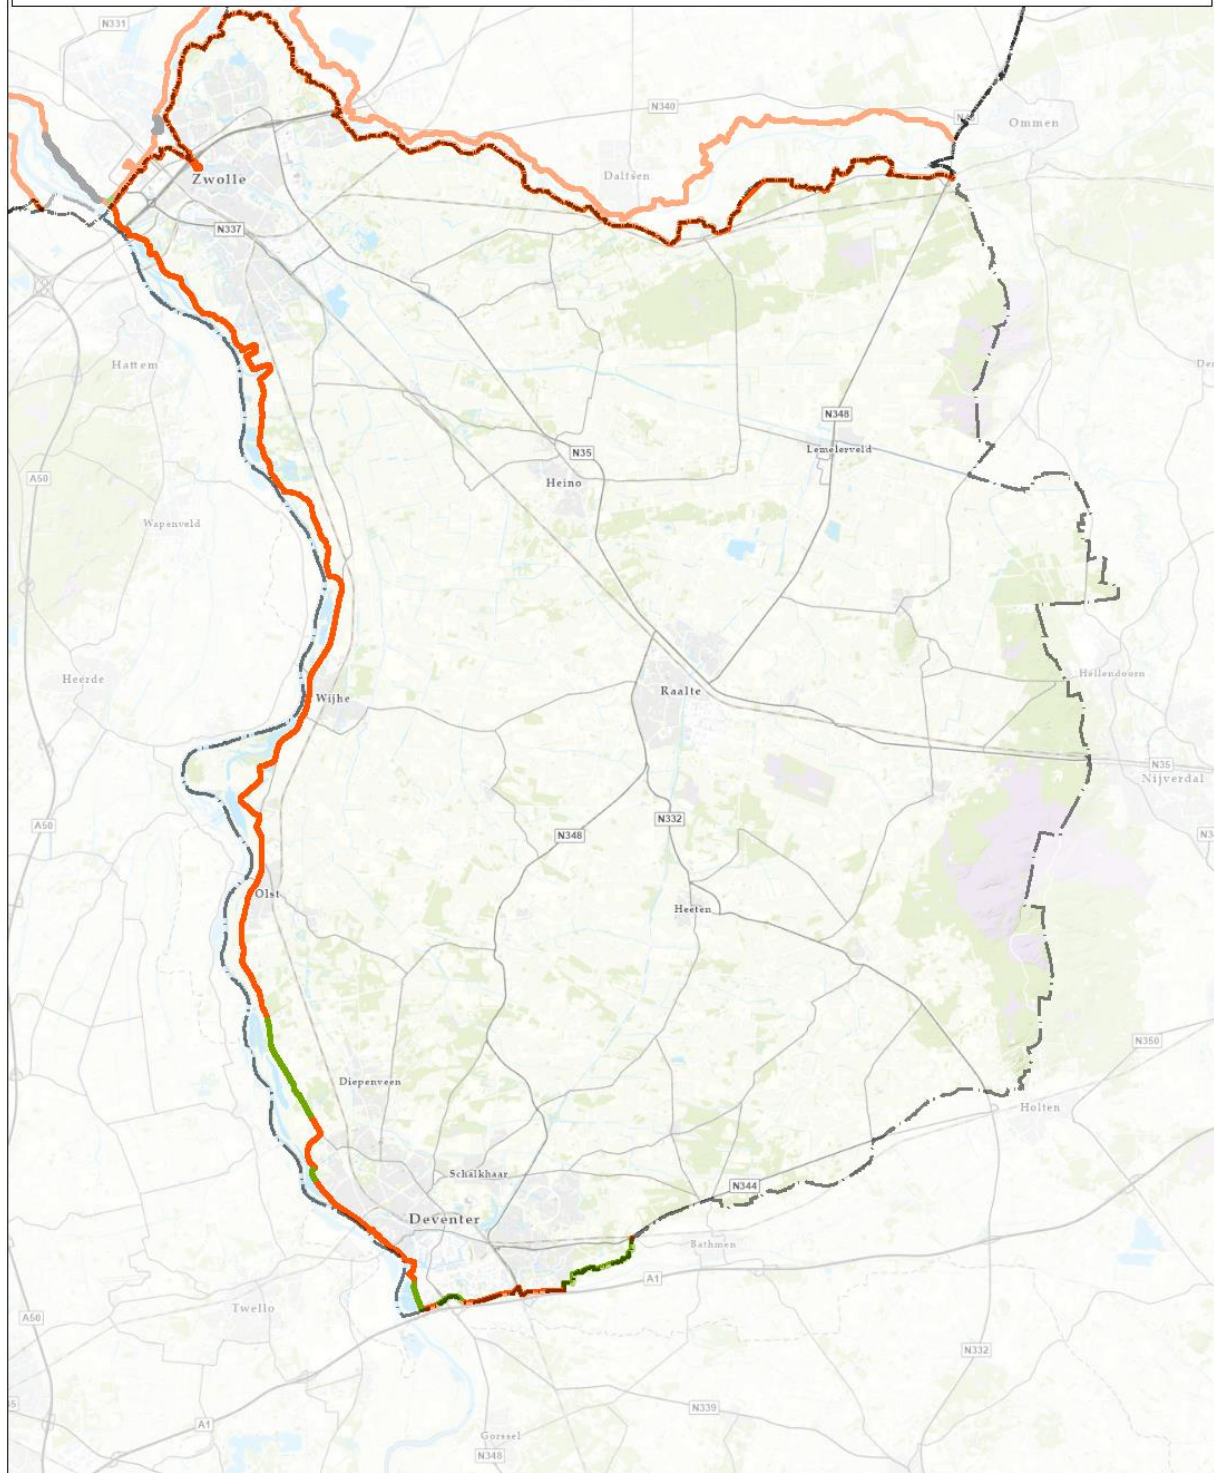 N331
N340
Ommen
Zwolle
Dalfsen
N337
Hattem
N348
Lemelerveld
N35
A50
Heino
Wapenveld
Heerde
Hellendoorn
Raalte
Wijhe
N35
Nijverdal
A50
N332
N348
Olst
Heeten
N350
Diepenveen
Holten
Schalkhaar
N344
Deventer
Bathmen
A1
Twello
A50
N332
N339
A1
Gorssel
N348